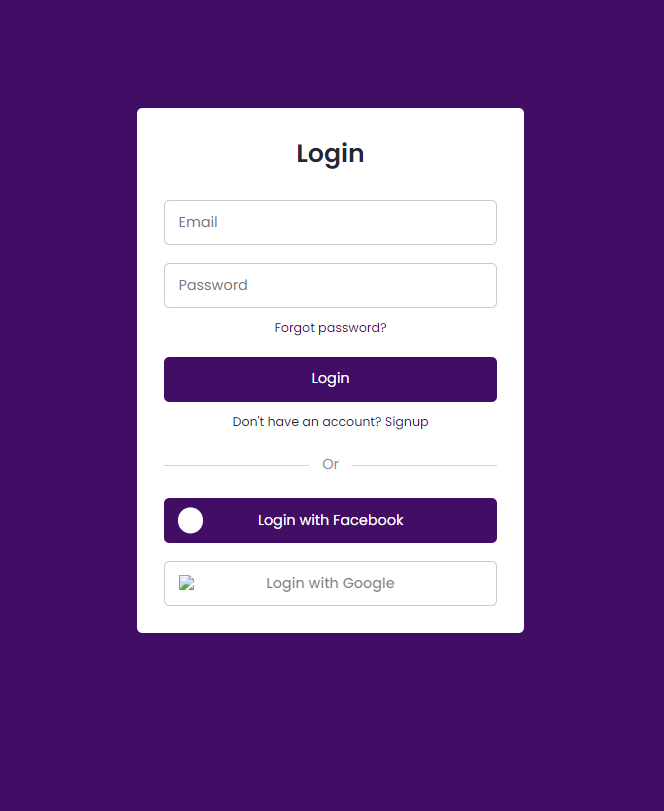 Login
Email
Password
Forgot password?
Login
Don't have an account? Signup
Or
Login with Facebook
Login with Google